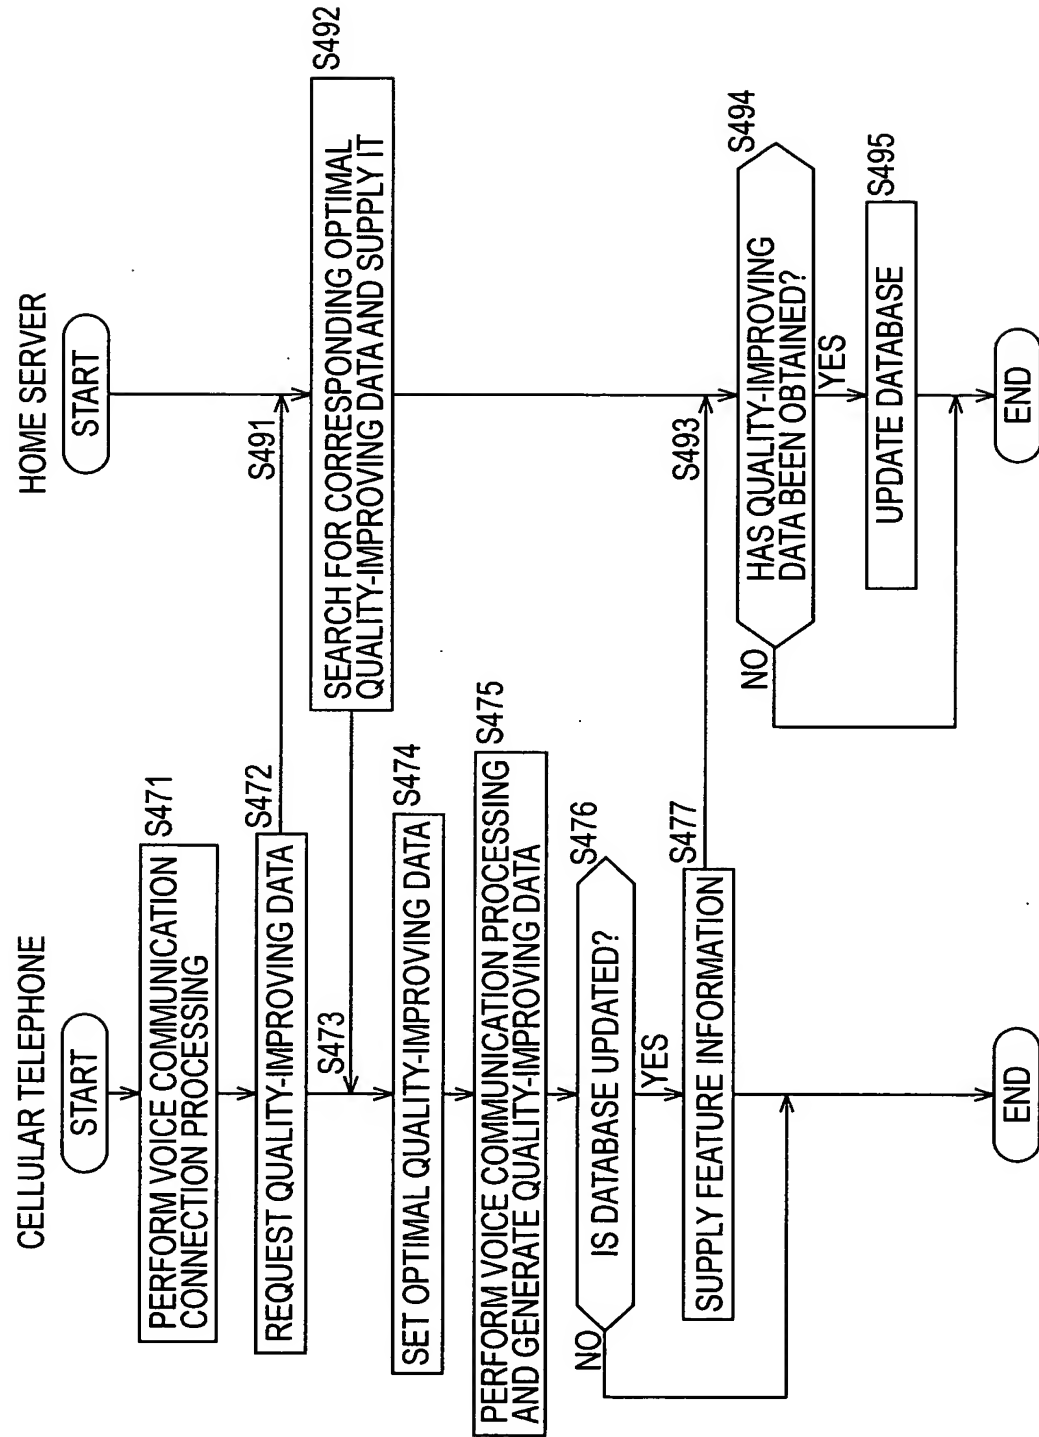 CELLULAR TELEPHONE
START
PERFORM VOICE COMMUNICATION
CONNECTION PROCESSING
S471
REQUEST QUALITY-IMPROVING DATA
S472
S473
SET OPTIMAL QUALITY-IMPROVING DATA
S474
PERFORM VOICE COMMUNICATION PROCESSING
AND GENERATE QUALITY-IMPROVING DATA
S475
IS DATABASE UPDATED?
S476
NO
YES
SUPPLY FEATURE INFORMATION
S477
END
HOME SERVER
START
S491
SEARCH FOR CORRESPONDING OPTIMAL
QUALITY-IMPROVING DATA AND SUPPLY IT
S492
S493
HAS QUALITY-IMPROVING
DATA BEEN OBTAINED?
S494
NO
YES
UPDATE DATABASE
S495
END